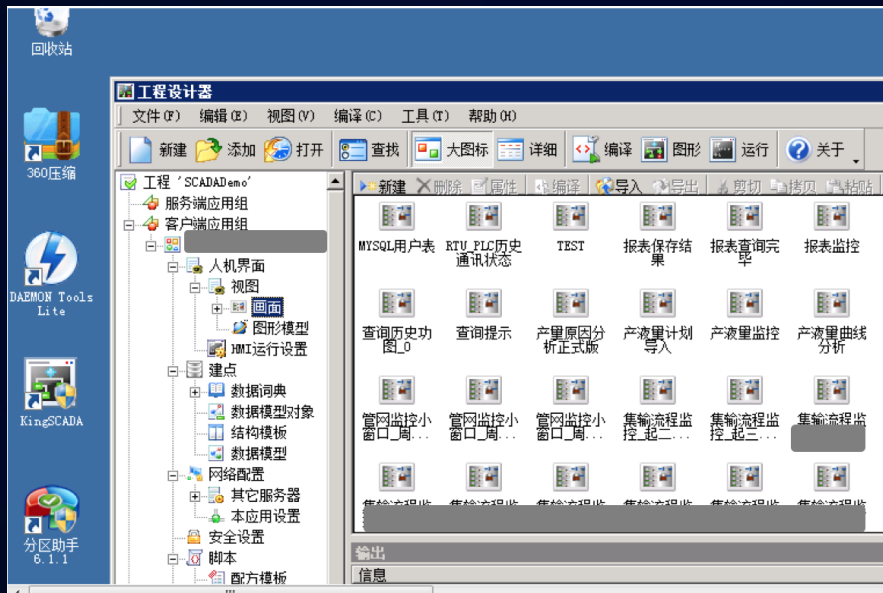 回收站
360压缩
DAEMON Tools
Lite
KingSCADA
分区助手
6.1.1
工程设计器
文件(F) 编辑(E) 视图(V) 编译(C) 工具(T) 帮助(H)
新建 添加 打开 查找 大图标 详细 编译 图形 运行 关于
工程 'SCADADemo'
服务端应用组
客户端应用组
人机界面
视图
画面
图形模型
HMI运行设置
建点
数据词典
数据模型对象
结构模板
数据模型
网络配置
其它服务器
本应用设置
安全设置
脚本
配方模板
新建 删除 属性 编译 导入 导出 剪切 拷贝 粘贴
MYSQL用户表
RTU_PLC历史
通讯状态
TEST
报表保存结
果
报表查询完
毕
报表监控
查询历史功
图_0
查询提示
产量原因分
析正式版
产液量计划
导入
产液量监控
产液量曲线
分析
管网监控小
窗口_周...
管网监控小
窗口_周...
管网监控小
窗口_周...
集输流程监
控_起二...
集输流程监
控_起三...
集输流程监
输出
信息